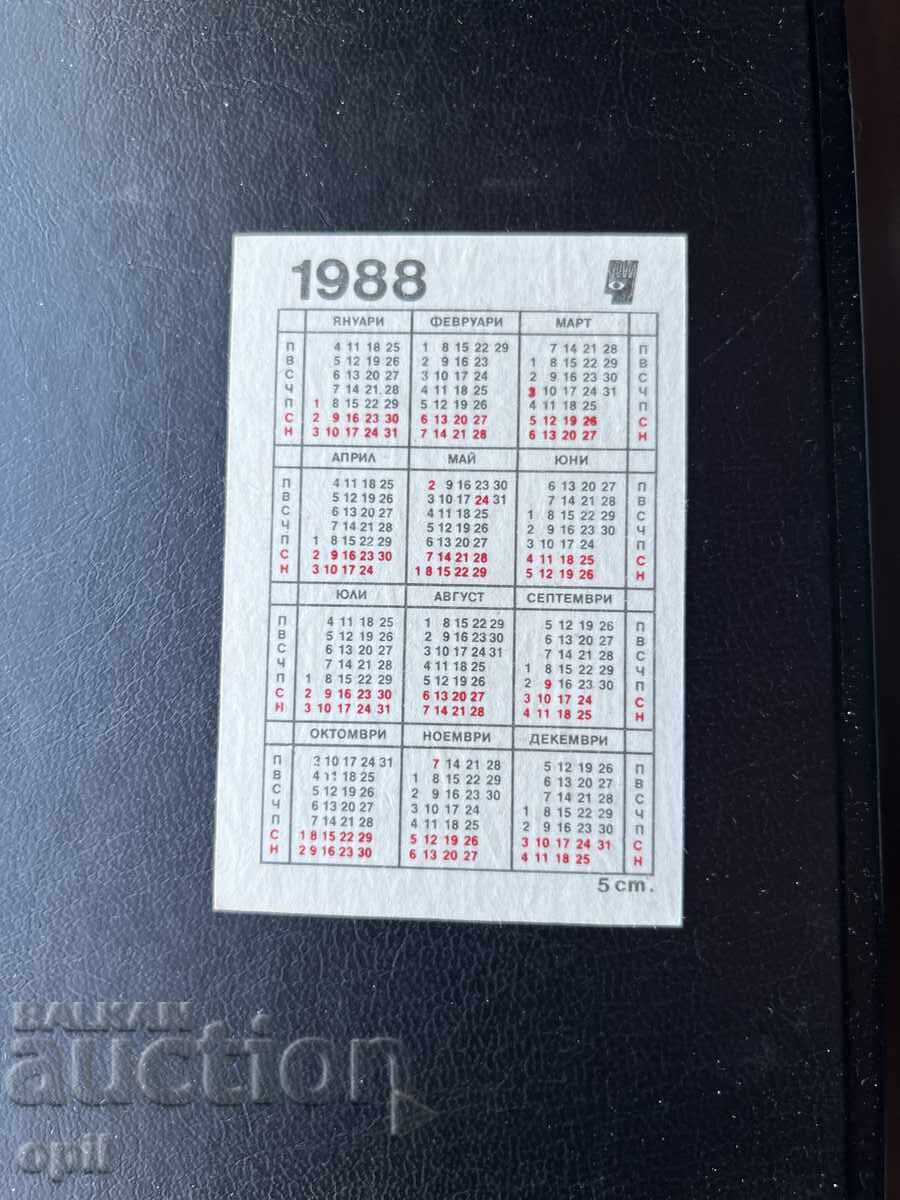 1988
ЯНУАРИ ФЕВРУАРИ МАРТ
П 4 11 18 25 1 8 15 22 29 7 14 21 28 П
В 5 12 19 26 2 9 16 23 1 8 15 22 29 В
С 6 13 20 27 3 10 17 24 2 9 16 23 30 С
Ч 7 14 21 28 4 11 18 25 3 10 17 24 31 Ч
П 1 8 15 22 29 5 12 19 26 4 11 18 25 П
С 2 9 16 23 30 6 13 20 27 5 12 19 26 С
Н 3 10 17 24 31 7 14 21 28 6 13 20 27 Н
АПРИЛ МАЙ ЮНИ
П 4 11 18 25 2 9 16 23 30 6 13 20 27 П
В 5 12 19 26 3 10 17 24 31 7 14 21 28 В
С 6 13 20 27 4 11 18 25 1 8 15 22 29 С
Ч 7 14 21 28 5 12 19 26 2 9 16 23 30 Ч
П 1 8 15 22 29 6 13 20 27 3 10 17 24 П
С 2 9 16 23 30 7 14 21 28 4 11 18 25 С
Н 3 10 17 24 1 8 15 22 29 5 12 19 26 Н
ЮЛИ АВГУСТ СЕПТЕМВРИ
П 4 11 18 25 1 8 15 22 29 5 12 19 26 П
В 5 12 19 26 2 9 16 23 30 6 13 20 27 В
С 6 13 20 27 3 10 17 24 31 7 14 21 28 С
Ч 7 14 21 28 4 11 18 25 1 8 15 22 29 Ч
П 1 8 15 22 29 5 12 19 26 2 9 16 23 30 П
С 2 9 16 23 30 6 13 20 27 3 10 17 24 С
Н 3 10 17 24 31 7 14 21 28 4 11 18 25 Н
ОКТОМВРИ НОЕМВРИ ДЕКЕМВРИ
П 3 10 17 24 31 7 14 21 28 5 12 19 26 П
В 4 11 18 25 1 8 15 22 29 6 13 20 27 В
С 5 12 19 26 2 9 16 23 30 7 14 21 28 С
Ч 6 13 20 27 3 10 17 24 1 8 15 22 29 Ч
П 7 14 21 28 4 11 18 25 2 9 16 23 30 П
С 1 8 15 22 29 5 12 19 26 3 10 17 24 31 С
Н 2 9 16 23 30 6 13 20 27 4 11 18 25 Н
5 cm.
BALKAN
auction
opil